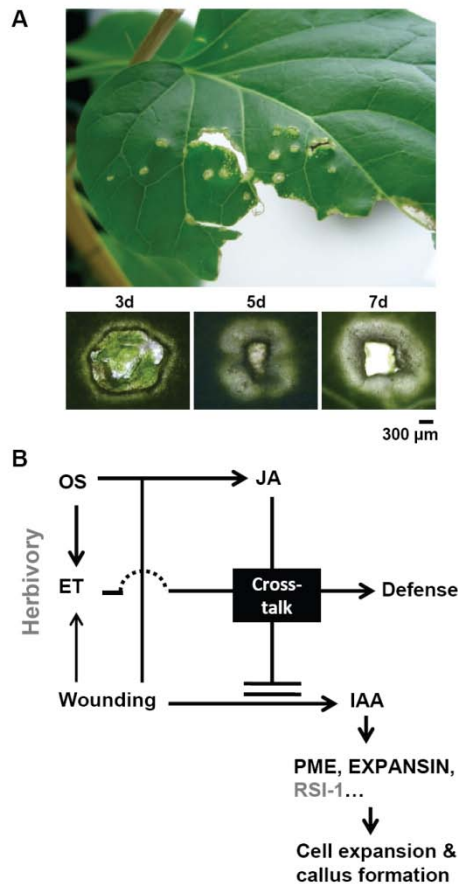 A
3d 5d 7d
300 µm
B
OS JA
Herbivory
ET Cross-
talk Defense
Wounding IAA
PME, EXPANSIN,
RSI-1...
Cell expansion &
callus formation